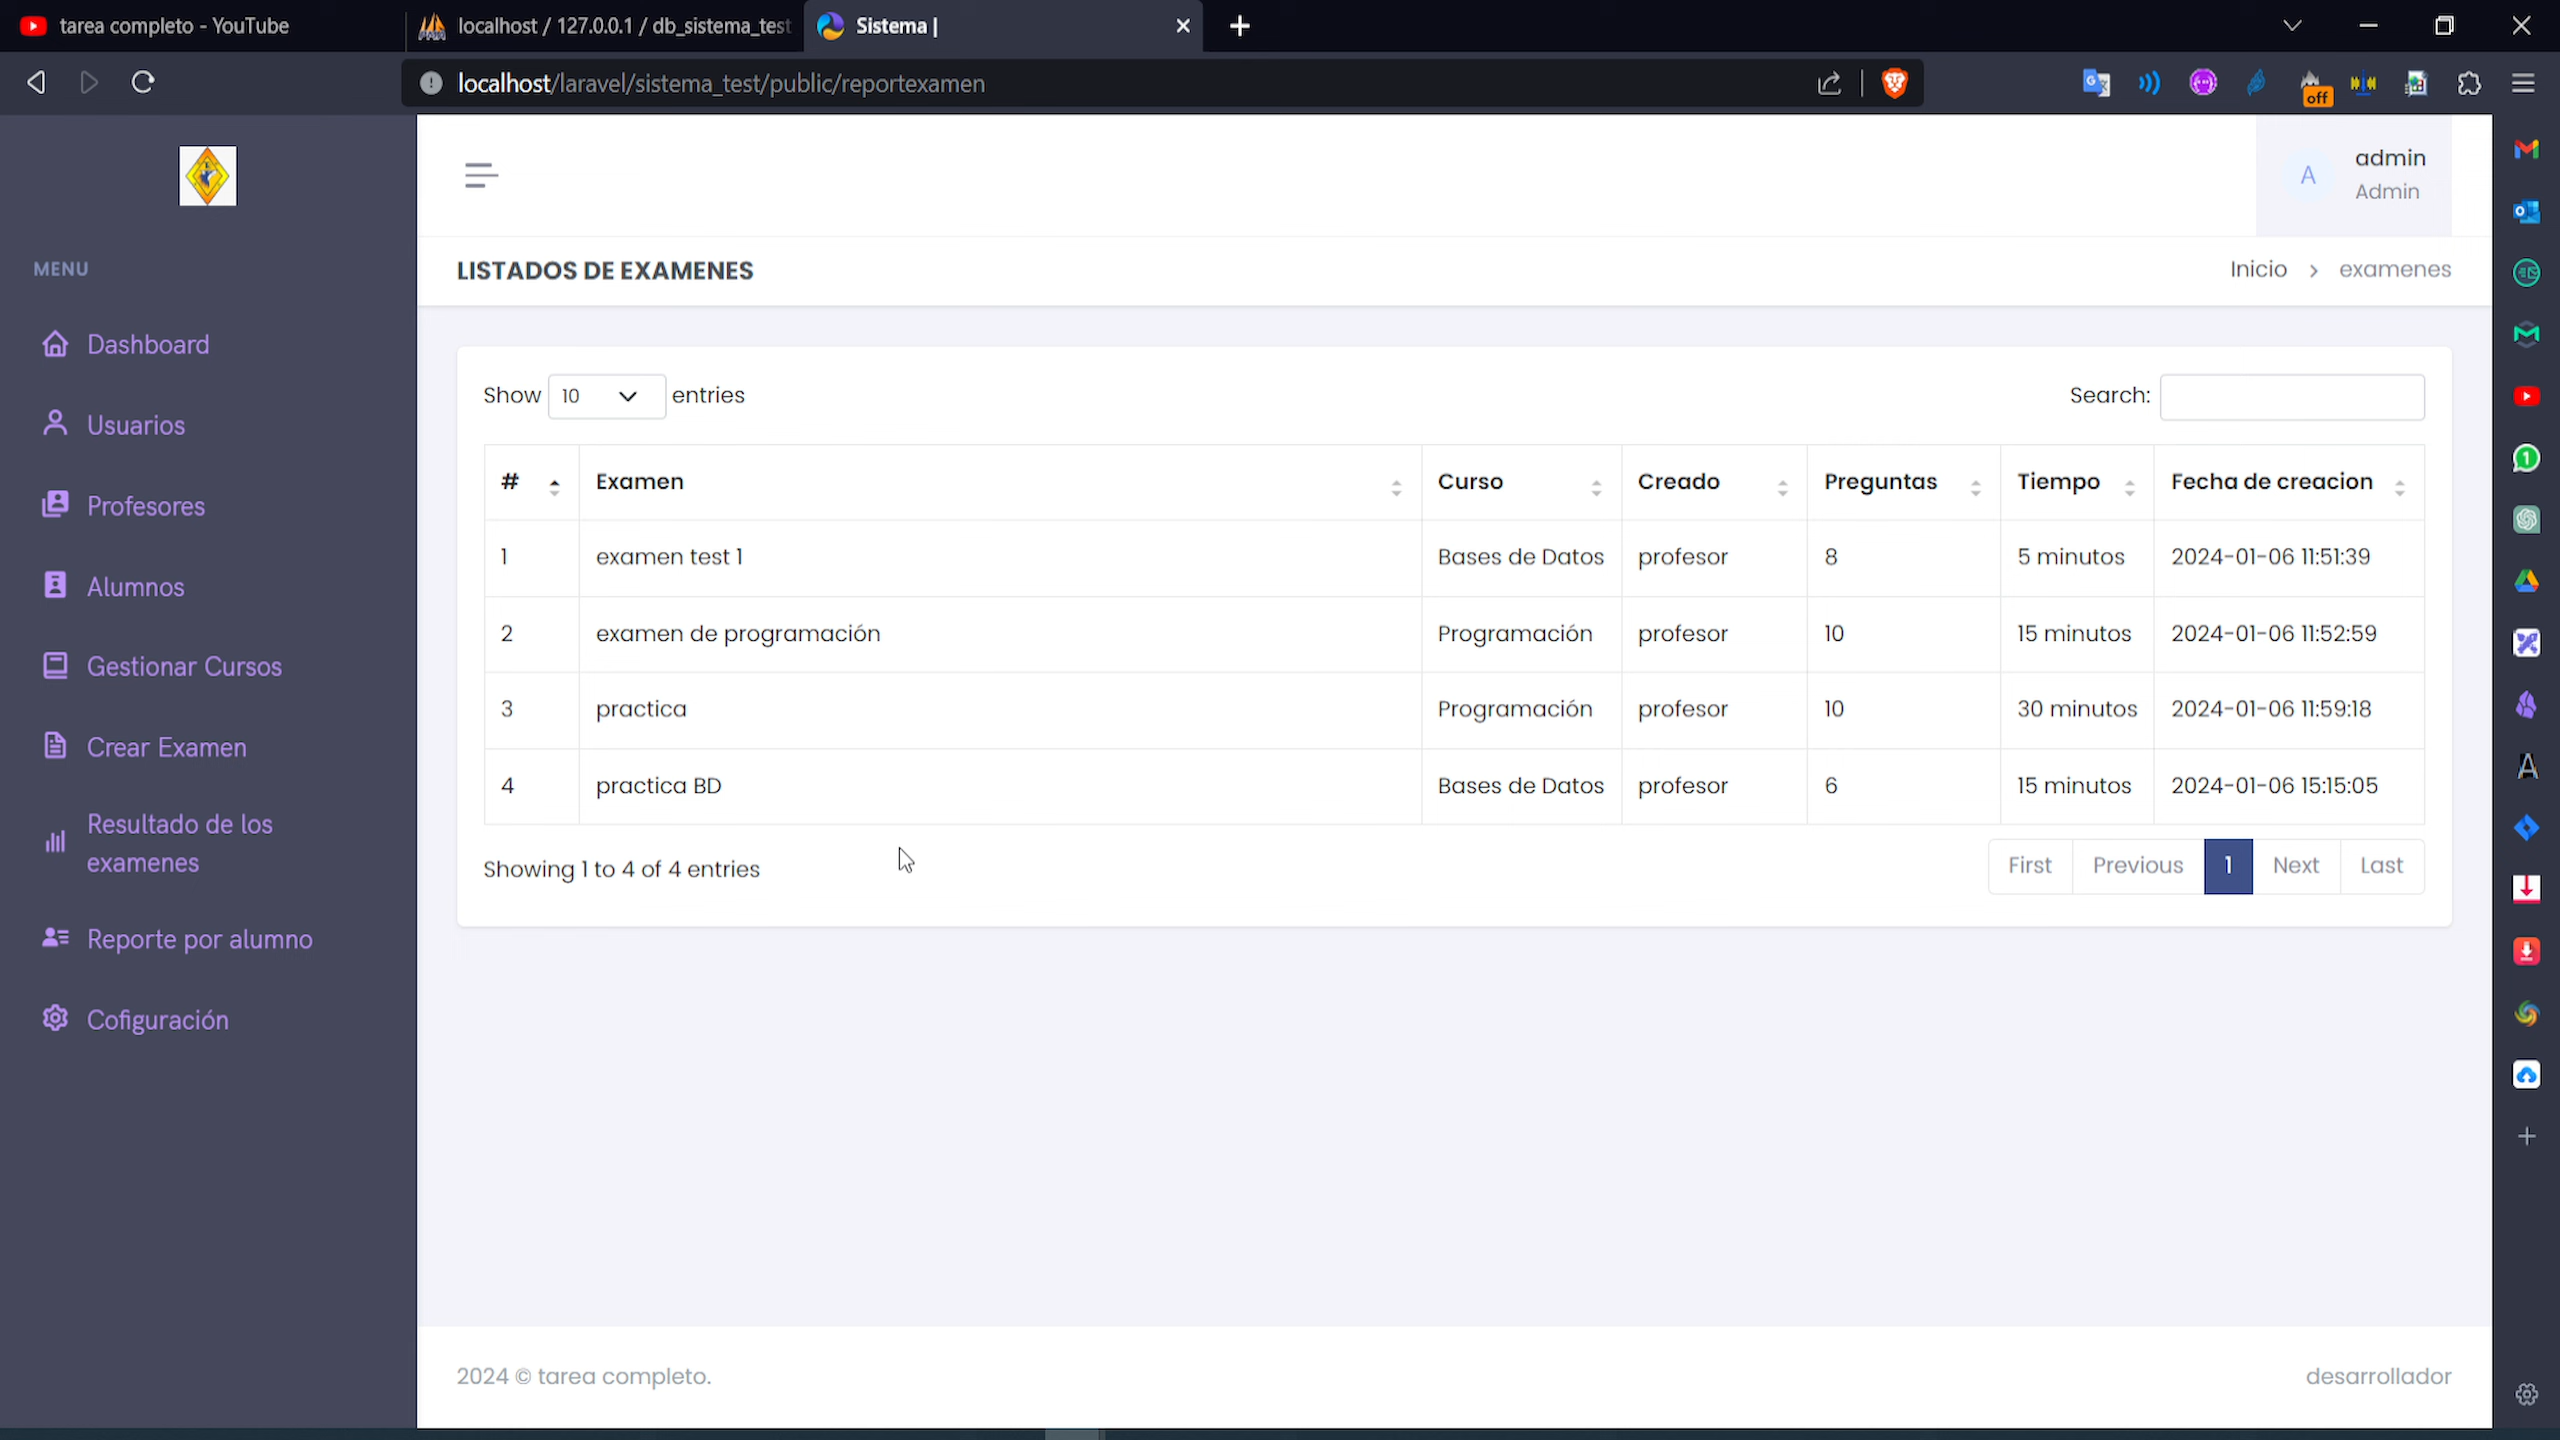 tarea completo - YouTube
localhost / 127.0.0.1 / db_sistema_test
Sistema |
localhost/laravel/sistema_test/public/reportexamen
off
MENU
Dashboard
Usuarios
Profesores
Alumnos
Gestionar Cursos
Crear Examen
Resultado de los
examenes
Reporte por alumno
Cofiguración
A
admin
Admin
LISTADOS DE EXAMENES
Inicio > examenes
Show 10 entries
Search:
# Examen Curso Creado Preguntas Tiempo Fecha de creacion
1 examen test 1 Bases de Datos profesor 8 5 minutos 2024-01-06 11:51:39
2 examen de programación Programación profesor 10 15 minutos 2024-01-06 11:52:59
3 practica Programación profesor 10 30 minutos 2024-01-06 11:59:18
4 practica BD Bases de Datos profesor 6 15 minutos 2024-01-06 15:15:05
Showing 1 to 4 of 4 entries
First Previous 1 Next Last
2024 © tarea completo.
desarrollador